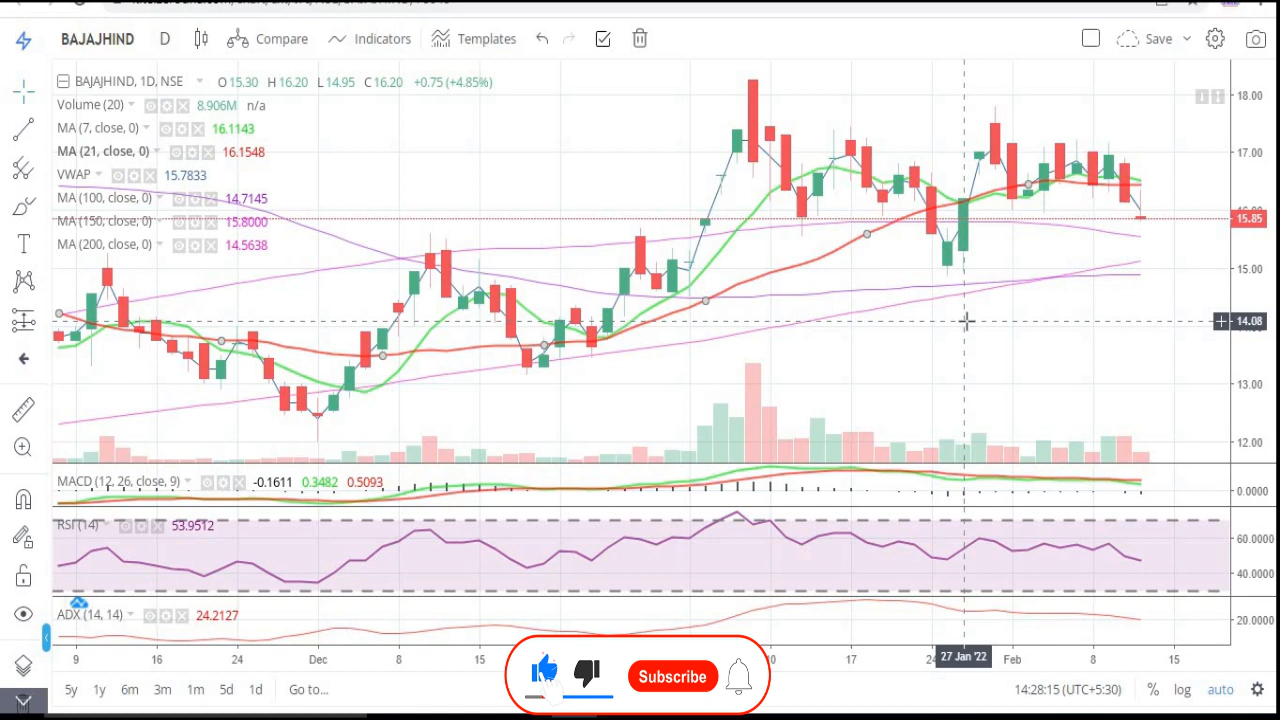 BAJAJHIND D Compare Indicators Templates Save
BAJAJHIND, 1D, NSE O15.30 H16.20 L14.95 C16.20 +0.75 (+4.85%)
Volume (20) 8.906M n/a
MA (7, close, 0) 16.1143
MA (21, close, 0) 16.1548
VWAP 15.7833
MA (100, close, 0) 14.7145
MA (150, close, 0) 15.8000
MA (200, close, 0) 14.5638
18.00
17.00
15.85
15.00
14.08
13.00
12.00
MACD (12, 26, close, 9) -0.1611 0.3482 0.5093
0.0000
RSI (14) 53.9512
60.0000
40.0000
ADX (14, 14) 24.2127
20.0000
9 16 24 Dec 8 15 10 17 24 27 Jan '22 Feb 8 15
Subscribe
5y 1y 6m 3m 1m 5d 1d Go to... 14:28:15 (UTC+5:30) % log auto